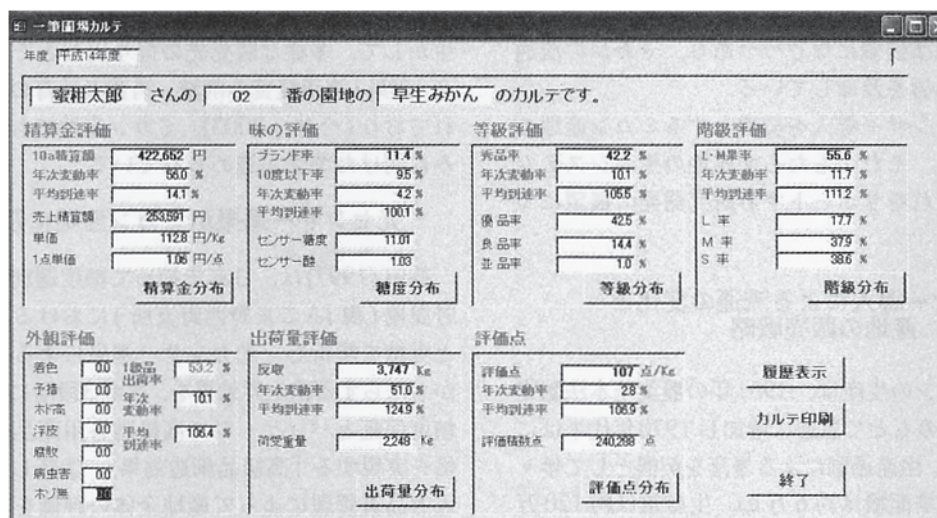 一筆圃場カルテ
年度 平成14年度
蜜柑太郎 さんの 02 番の園地の 早生みかん のカルテです。
精算金評価
10a精算額 422,652 円
年次変動率 56.0 %
平均到達率 14.1 %
売上精算額 253,591 円
単価 112.8 円/Kg
1点単価 1.06 円/点
精算金分布
味の評価
ブランド率 11.4 %
10度以下率 9.5 %
年次変動率 4.2 %
平均到達率 100.1 %
センサー糖度 11.01
センサー酸 1.03
糖度分布
等級評価
秀品率 42.2 %
年次変動率 10.1 %
平均到達率 105.5 %
優品率 42.5 %
良品率 14.4 %
並品率 1.0 %
等級分布
階級評価
L・M果率 55.6 %
年次変動率 11.7 %
平均到達率 111.2 %
L 率 17.7 %
M 率 37.9 %
S 率 38.6 %
階級分布
外観評価
着色 0.0
予措 0.0
ホゾ高 0.0
浮皮 0.0
腐敗 0.0
病虫害 0.0
ホゾ無
1級品出荷率 53.2 %
年次変動率 10.1 %
平均到達率 106.4 %
出荷量評価
反収 3,747 Kg
年次変動率 51.0 %
平均到達率 124.9 %
荷受重量 2,248 Kg
出荷量分布
評価点
評価点 107 点/Kg
年次変動率 2.8 %
平均到達率 106.9 %
評価積数点 240,298 点
評価点分布
履歴表示
カルテ印刷
終了